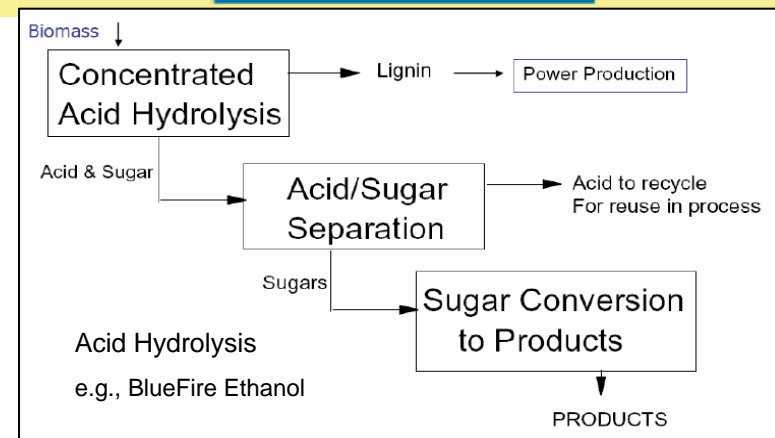 Biomass
Concentrated
Acid Hydrolysis
Lignin
Power Production
Acid & Sugar
Acid/Sugar
Separation
Acid to recycle
For reuse in process
Sugars
Sugar Conversion
to Products
Acid Hydrolysis
e.g., BlueFire Ethanol
PRODUCTS